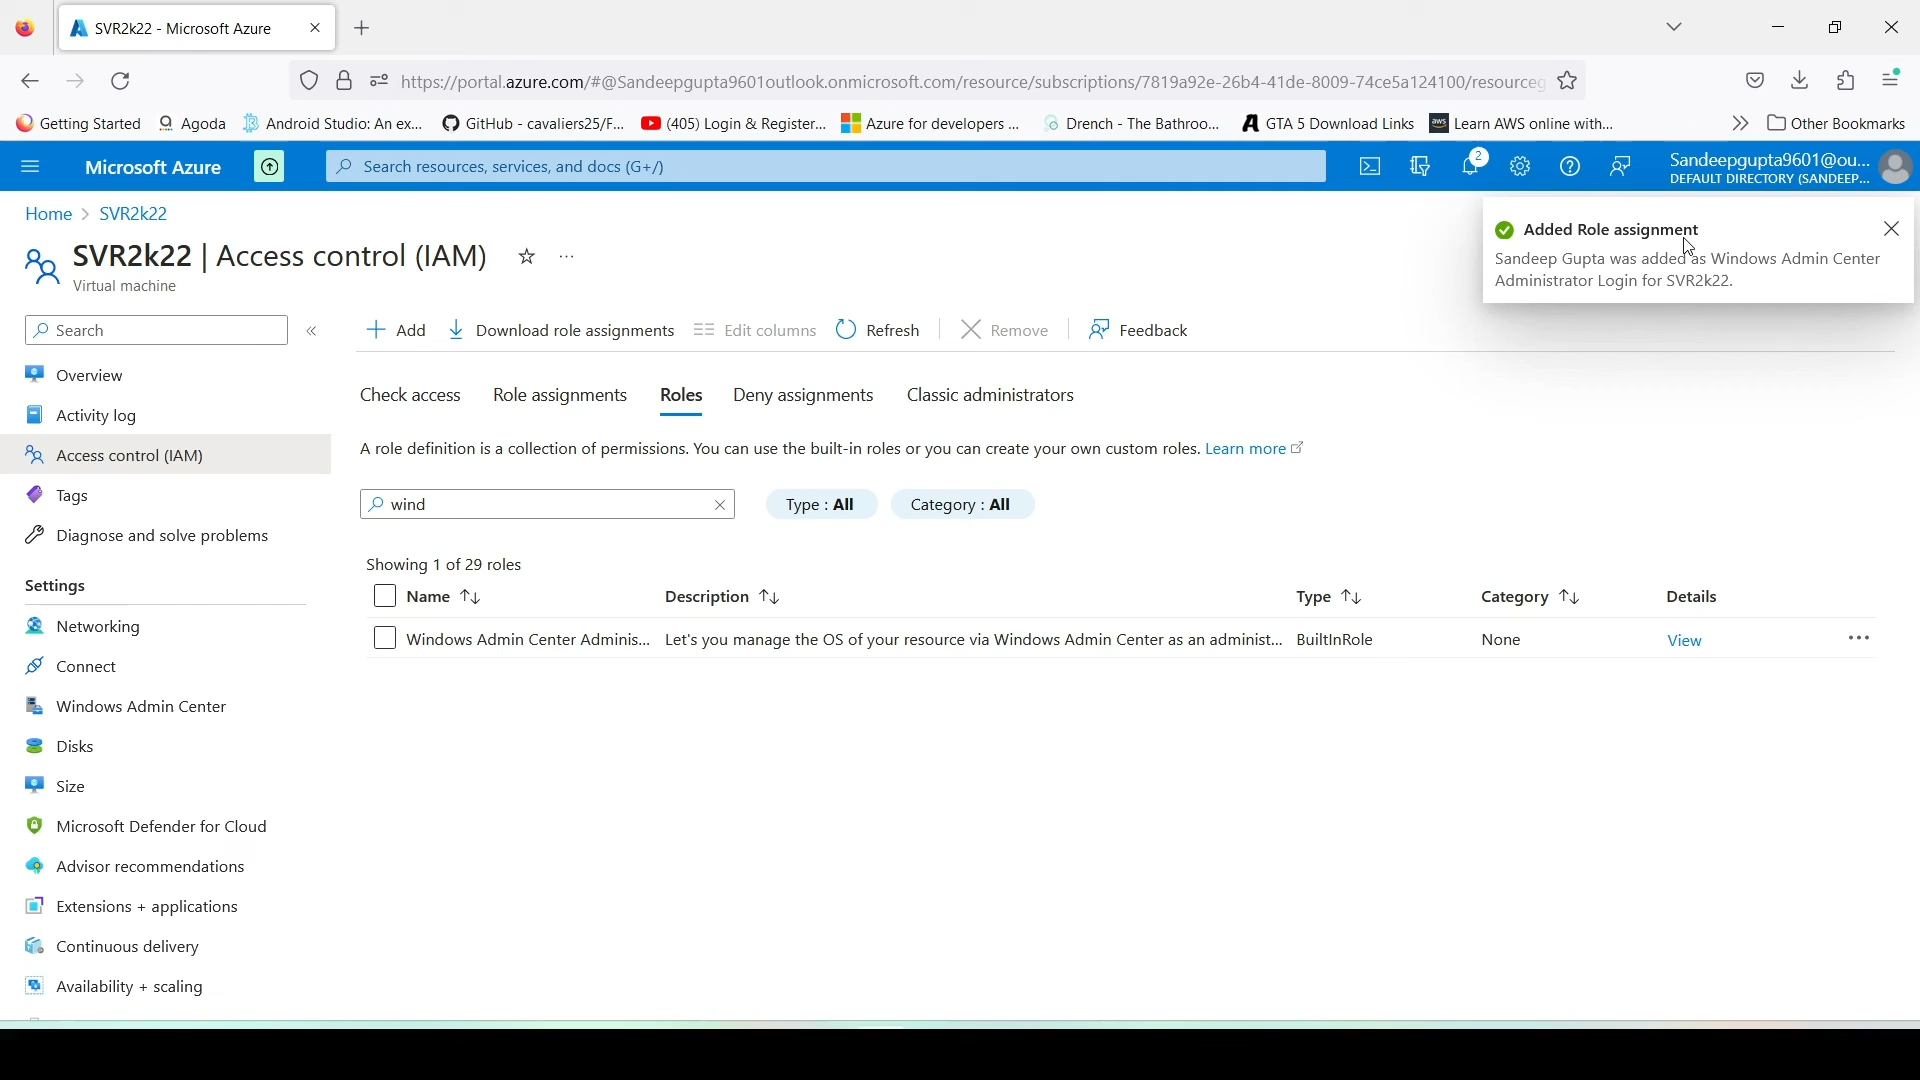 SVR2k22 - Microsoft Azure
https://portal.azure.com/#@Sandeepgupta9601outlook.onmicrosoft.com/resource/subscriptions/7819a92e-26b4-41de-8009-74ce5a124100/resourceg
Getting Started Agoda Android Studio: An ex... GitHub - cavaliers25/F... (405) Login & Register... Azure for developers ... Drench - The Bathroo... GTA 5 Download Links aws Learn AWS online with... Other Bookmarks
Microsoft Azure Search resources, services, and docs (G+/) 2 Sandeepgupta9601@ou...
DEFAULT DIRECTORY (SANDEEP...
Home > SVR2k22
SVR2k22 | Access control (IAM) ☆ ...
Virtual machine
Added Role assignment
Sandeep Gupta was added as Windows Admin Center
Administrator Login for SVR2k22.
Search «
Add Download role assignments Edit columns Refresh Remove Feedback
Overview
Activity log
Access control (IAM)
Tags
Diagnose and solve problems
Settings
Networking
Connect
Windows Admin Center
Disks
Size
Microsoft Defender for Cloud
Advisor recommendations
Extensions + applications
Continuous delivery
Availability + scaling
Check access Role assignments Roles Deny assignments Classic administrators
A role definition is a collection of permissions. You can use the built-in roles or you can create your own custom roles. Learn more
wind Type : All Category : All
Showing 1 of 29 roles
Name ↑↓ Description ↑↓ Type ↑↓ Category ↑↓ Details
Windows Admin Center Adminis... Let's you manage the OS of your resource via Windows Admin Center as an administ... BuiltInRole None View ...